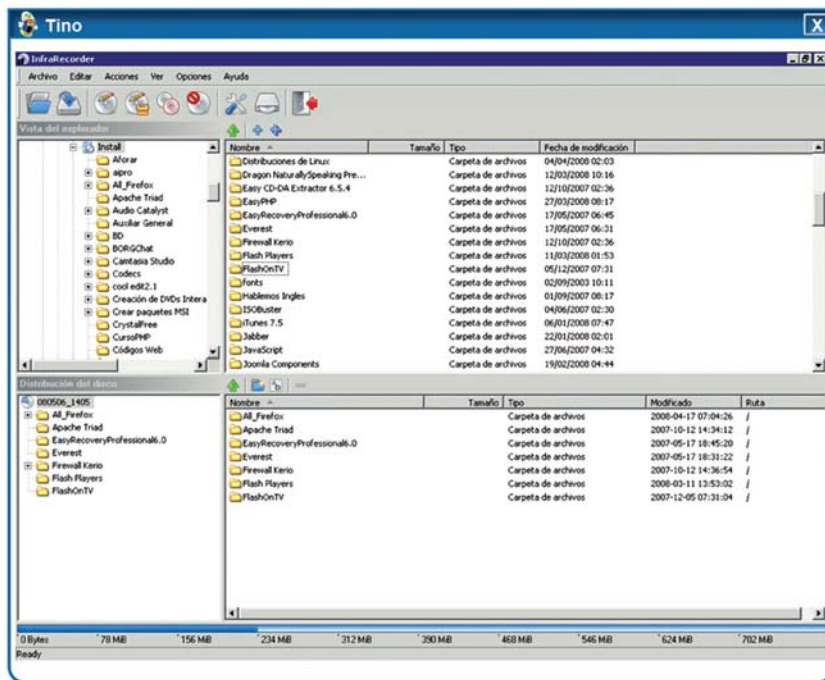 Tino
X
InfraRecorder
Archivo Editar Acciones Ver Opciones Ayuda
Vista del explorador
Install
Aforar
aipro
All_Firefox
Apache Triad
Audio Catalyst
Auxiliar General
BD
BORGChat
Camtasia Studio
Codecs
cool edit2.1
Creación de DVDs Intera
Crear paquetes MSI
CrystalFree
CursoPHP
Códigos Web
Nombre Tamaño Tipo Fecha de modificación
Distribuciones de Linux Carpeta de archivos 04/04/2008 02:03
Dragon NaturallySpeaking Pre... Carpeta de archivos 12/03/2008 10:16
Easy CD-DA Extractor 6.5.4 Carpeta de archivos 12/10/2007 02:36
EasyPHP Carpeta de archivos 27/03/2008 08:17
EasyRecoveryProfessional6.0 Carpeta de archivos 17/05/2007 06:45
Everest Carpeta de archivos 17/05/2007 06:31
Firewall Kerio Carpeta de archivos 12/10/2007 02:36
Flash Players Carpeta de archivos 11/03/2008 01:53
FlashOnTV Carpeta de archivos 05/12/2007 07:31
fonts Carpeta de archivos 02/09/2003 10:11
Hablemos Ingles Carpeta de archivos 01/09/2007 08:17
ISOBuster Carpeta de archivos 04/06/2007 02:30
iTunes 7.5 Carpeta de archivos 06/01/2008 07:47
Jabber Carpeta de archivos 22/01/2008 02:01
JavaScript Carpeta de archivos 27/06/2007 04:32
Joomla Components Carpeta de archivos 19/02/2008 04:44
Distribución del disco
080506_1405
All_Firefox
Apache Triad
EasyRecoveryProfessional6.0
Everest
Firewall Kerio
Flash Players
FlashOnTV
Nombre Tamaño Tipo Modificado Ruta
All_Firefox Carpeta de archivos 2008-04-17 07:04:26 /
Apache Triad Carpeta de archivos 2007-10-12 14:34:12 /
EasyRecoveryProfessional6.0 Carpeta de archivos 2007-05-17 18:45:20 /
Everest Carpeta de archivos 2007-05-17 18:31:22 /
Firewall Kerio Carpeta de archivos 2007-10-12 14:36:54 /
Flash Players Carpeta de archivos 2008-03-11 13:53:02 /
FlashOnTV Carpeta de archivos 2007-12-05 07:31:04 /
0 Bytes 78 MiB 156 MiB 234 MiB 312 MiB 390 MiB 468 MiB 546 MiB 624 MiB 702 MiB
Ready